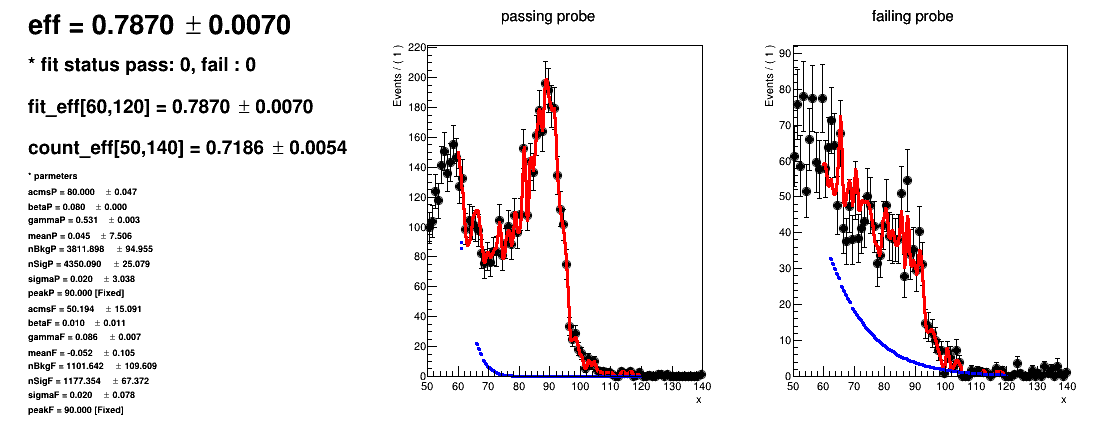 eff = 0.7870 ± 0.0070
* fit status pass: 0, fail : 0
fit_eff[60,120] = 0.7870 ± 0.0070
count_eff[50,140] = 0.7186 ± 0.0054
* parmeters
acmsP = 80.000 ± 0.047
betaP = 0.080 ± 0.000
gammaP = 0.531 ± 0.003
meanP = 0.045 ± 7.506
nBkgP = 3811.898 ± 94.955
nSigP = 4350.090 ± 25.079
sigmaP = 0.020 ± 3.038
peakP = 90.000 [Fixed]
acmsF = 50.194 ± 15.091
betaF = 0.010 ± 0.011
gammaF = 0.086 ± 0.007
meanF = -0.052 ± 0.105
nBkgF = 1101.642 ± 109.609
nSigF = 1177.354 ± 67.372
sigmaF = 0.020 ± 0.078
peakF = 90.000 [Fixed]
passing probe
Events / ( 1 )
220
200
180
160
140
120
100
80
60
40
20
0
50 60 70 80 90 100 110 120 130 140
x
failing probe
Events / ( 1 )
90
80
70
60
50
40
30
20
10
0
50 60 70 80 90 100 110 120 130 140
x